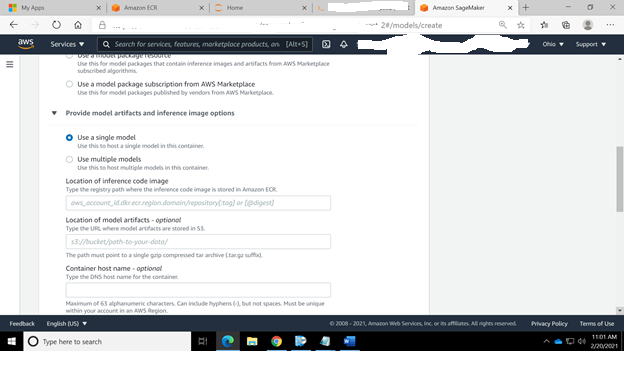 My Apps
Amazon ECR
Home
Amazon SageMaker
2#/models/create
aws
Services
Search for services, features, marketplace products, an [Alt+S]
Ohio
Support
Use a model package resource
Use this for model packages that contain inference images and artifacts from AWS Marketplace
subscribed algorithms.
Use a model package subscription from AWS Marketplace
Use this for models published by vendors from AWS Marketplace.
Provide model artifacts and inference image options
Use a single model
Use this to host a single model in this container.
Use multiple models
Use this to host multiple models in this container.
Location of inference code image
Type the registry path where the inference code image is stored in Amazon ECR.
aws_account_id.dkr.ecr.region.domain/repository[:tag] or [@digest]
Location of model artifacts - optional
Type the URL where model artifacts are stored in S3.
s3://bucket/path-to-your-data/
The path must point to a single gzip compressed tar archive (.tar.gz suffix).
Container host name - optional
Type the DNS host name for the container.
Maximum of 63 alphanumeric characters. Can include hyphens (-), but not spaces. Must be unique
within your account in an AWS Region.
Feedback
English (US)
© 2008 - 2021, Amazon Web Services, Inc. or its affiliates. All rights reserved.
Privacy Policy
Terms of Use
Type here to search
11:01 AM
2/20/2021